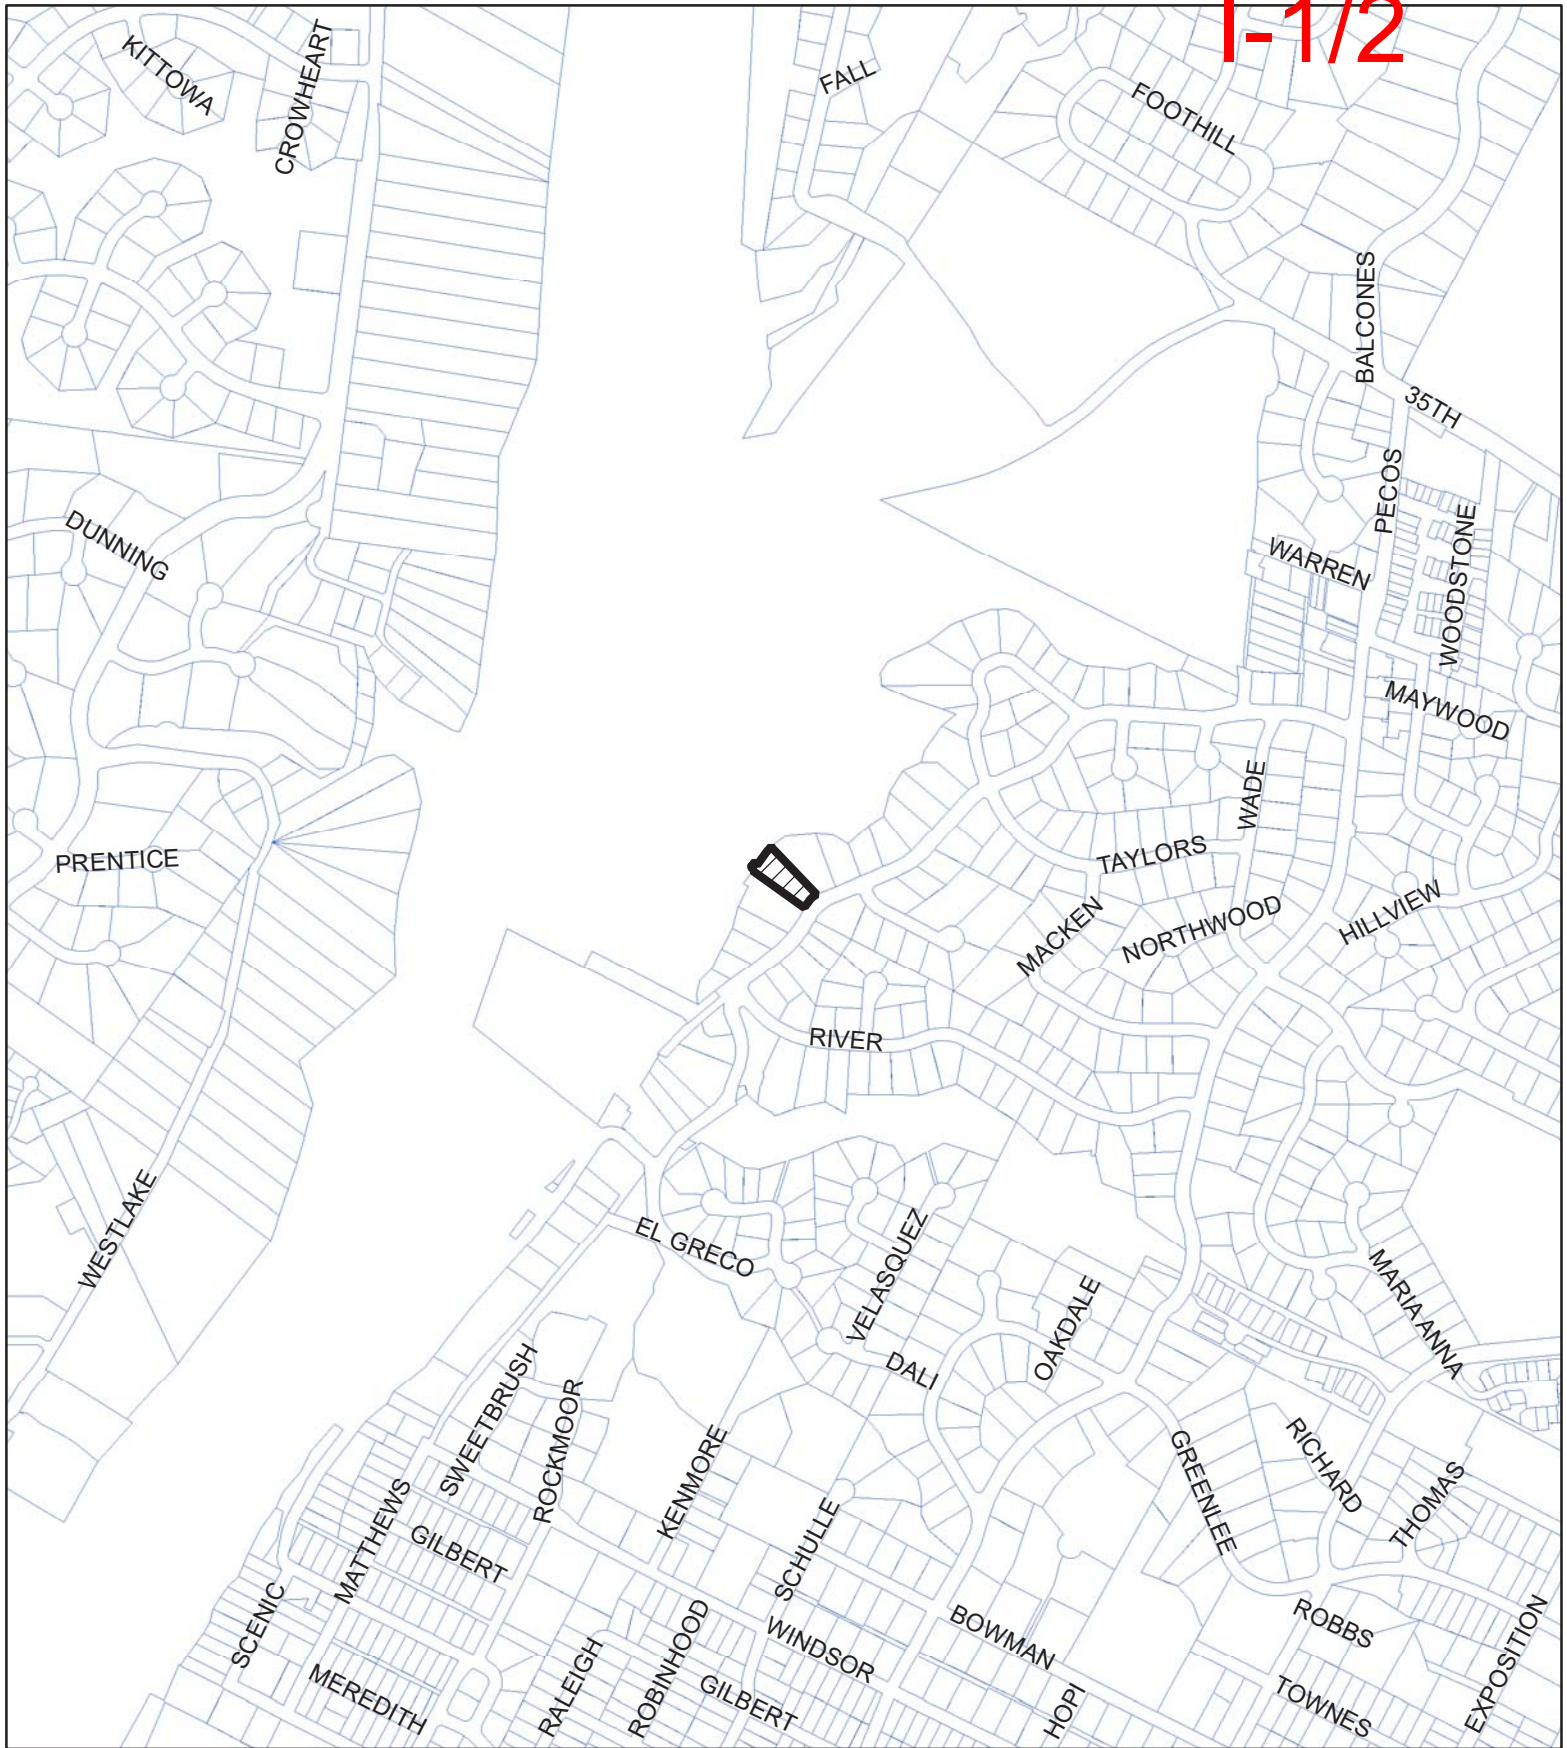 I-1/2
KITTOWA
CROWHEART
FALL
FOOTHILL
BALCONES
35TH
PECOS
DUNNING
WARREN
WOODSTONE
MAYWOOD
WADE
PRENTICE
TAYLORS
MACKEN
NORTHWOOD
HILLVIEW
RIVER
WESTLAKE
EL GRECO
VELASQUEZ
OAKDALE
MARIA ANNA
DALI
SWEETBRUSH
ROCKMOOR
KENMORE
GREENLEE
RICHARD
THOMAS
MATTHEWS
GILBERT
SCHULLE
SCENIC
BOWMAN
ROBBS
EXPOSITION
WINDSOR
MEREDITH
RALEIGH
ROBINHOOD
GILBERT
HOPI
TOWNES